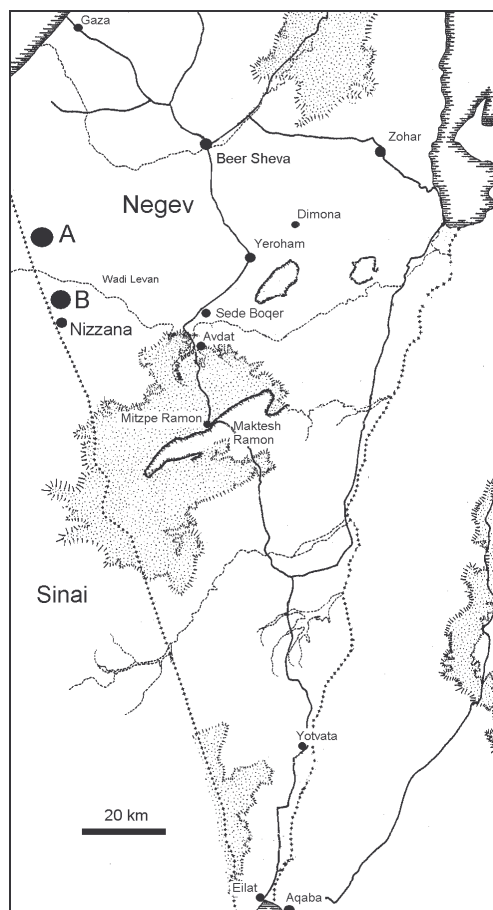 Gaza
Beer Sheva
Zohar
Negev
Dimona
A
Yeroham
Wadi Levan
B
Sede Boqer
Nizzana
Avdat
Mitzpe Ramon
Maktesh
Ramon
Sinai
Yotvata
20 km
Eilat
Aqaba